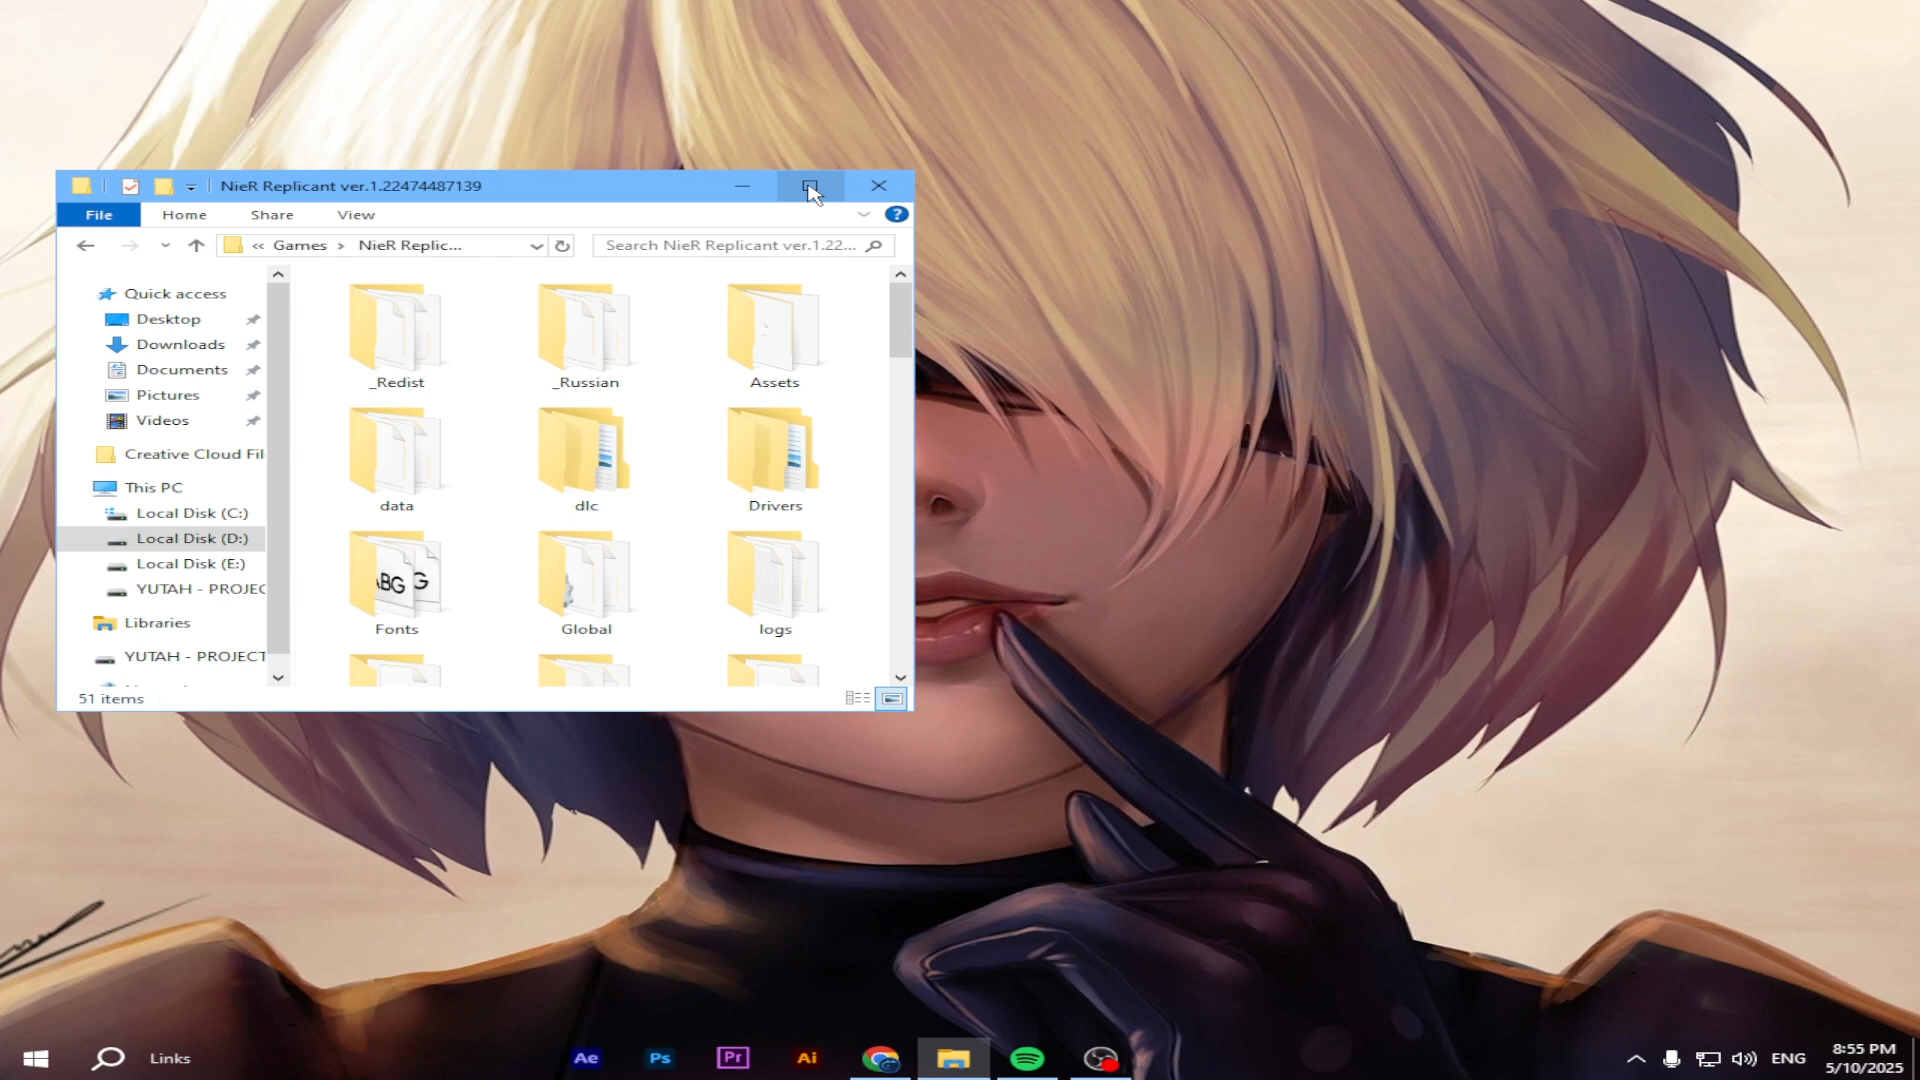 NieR Replicant ver.1.22474487139
File Home Share View
« Games › NieR Replic... Search NieR Replicant ver.1.22...
Quick access
Desktop
Downloads
Documents
Pictures
Videos
Creative Cloud Fil
This PC
Local Disk (C:)
Local Disk (D:)
Local Disk (E:)
YUTAH - PROJEC
Libraries
YUTAH - PROJECT
_Redist _Russian Assets
data dlc Drivers
ABG G
Fonts Global logs
51 items
Links Ae Ps Pr Ai ENG 8:55 PM
5/10/2025